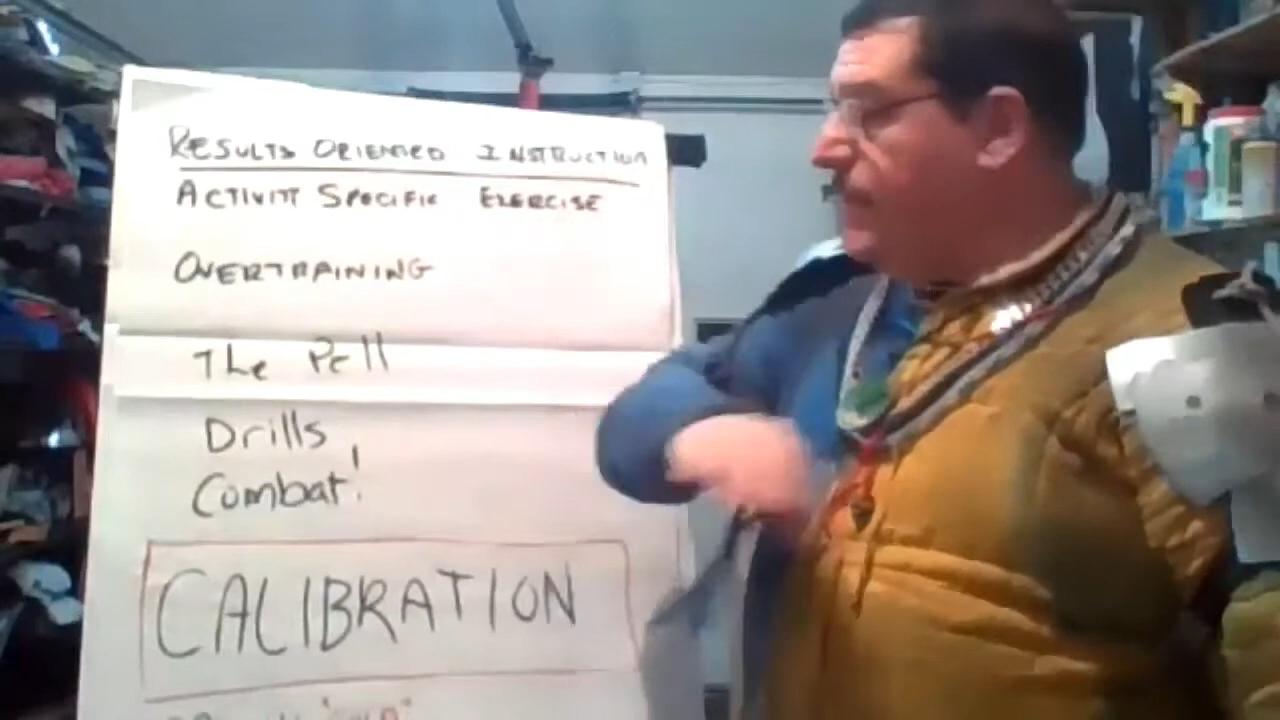 RESULTS ORIENTED INSTRUCTION
ACTIVITY SPECIFIC EXERCISE
OVERTRAINING
The Pell
Drills
Combat!
CALIBRATION